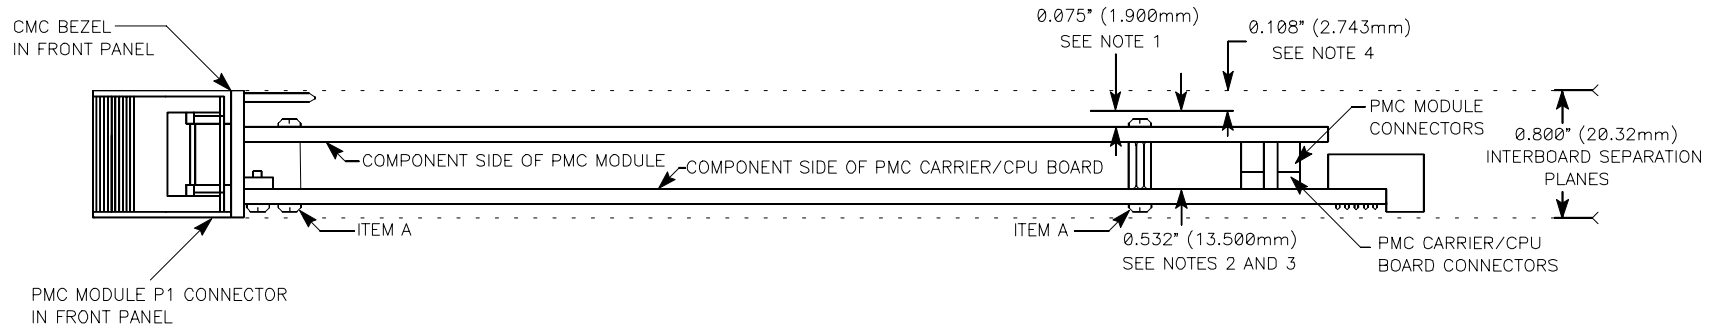 CMC BEZEL
IN FRONT PANEL
0.075" (1.900mm)
SEE NOTE 1
0.108" (2.743mm)
SEE NOTE 4
PMC MODULE
CONNECTORS
0.800" (20.32mm)
INTERBOARD SEPARATION
PLANES
COMPONENT SIDE OF PMC MODULE
COMPONENT SIDE OF PMC CARRIER/CPU BOARD
ITEM A
ITEM A
0.532" (13.500mm)
SEE NOTES 2 AND 3
PMC CARRIER/CPU
BOARD CONNECTORS
PMC MODULE P1 CONNECTOR
IN FRONT PANEL